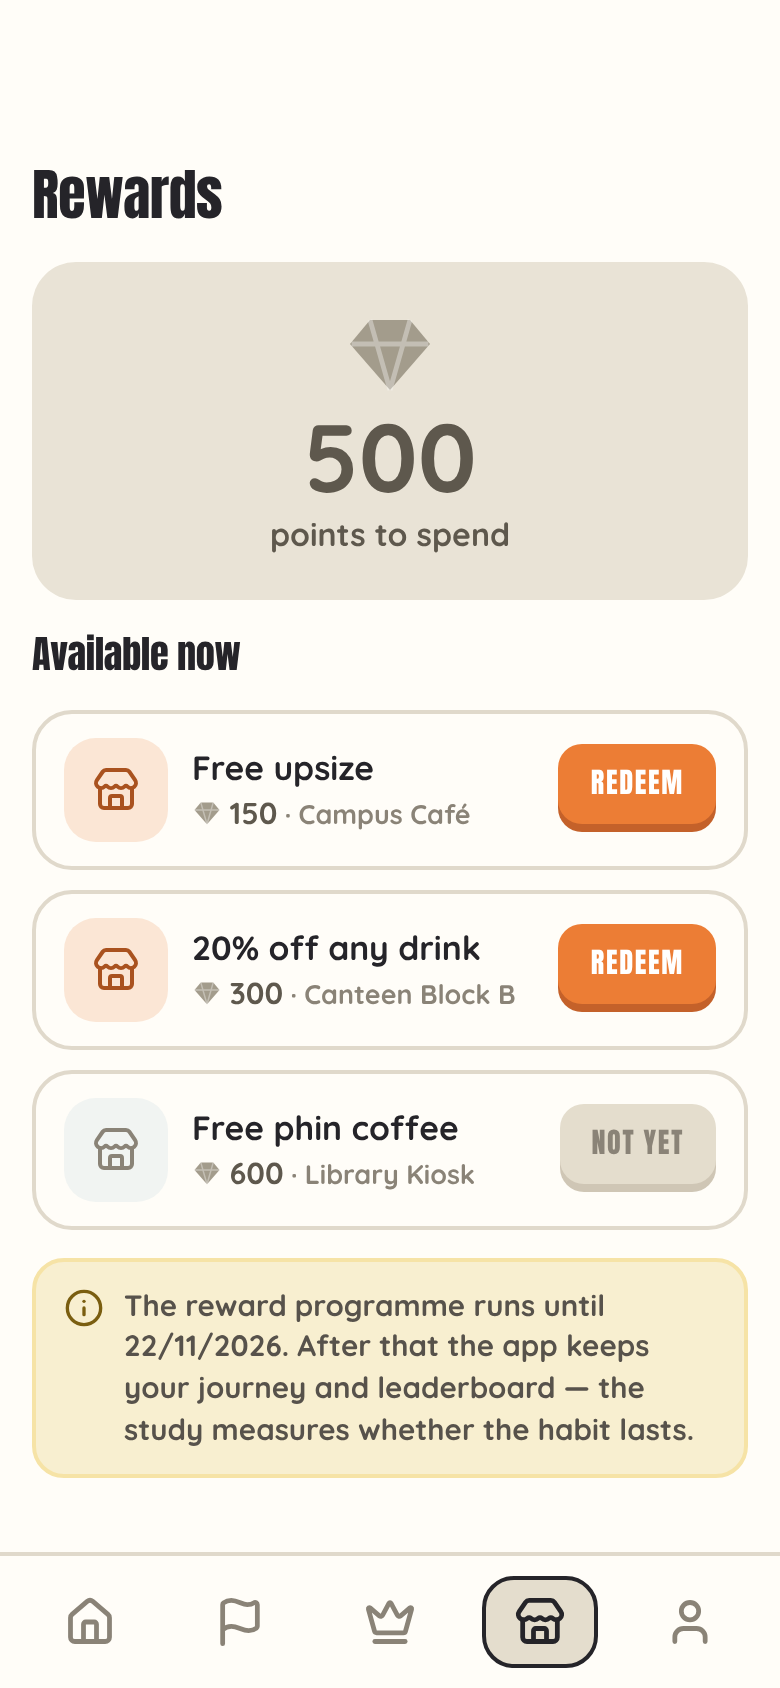 Rewards
500
points to spend
Available now
Free upsize
150 · Campus Café
REDEEM
20% off any drink
300 · Canteen Block B
REDEEM
Free phin coffee
600 · Library Kiosk
NOT YET
The reward programme runs until
22/11/2026. After that the app keeps
your journey and leaderboard — the
study measures whether the habit lasts.